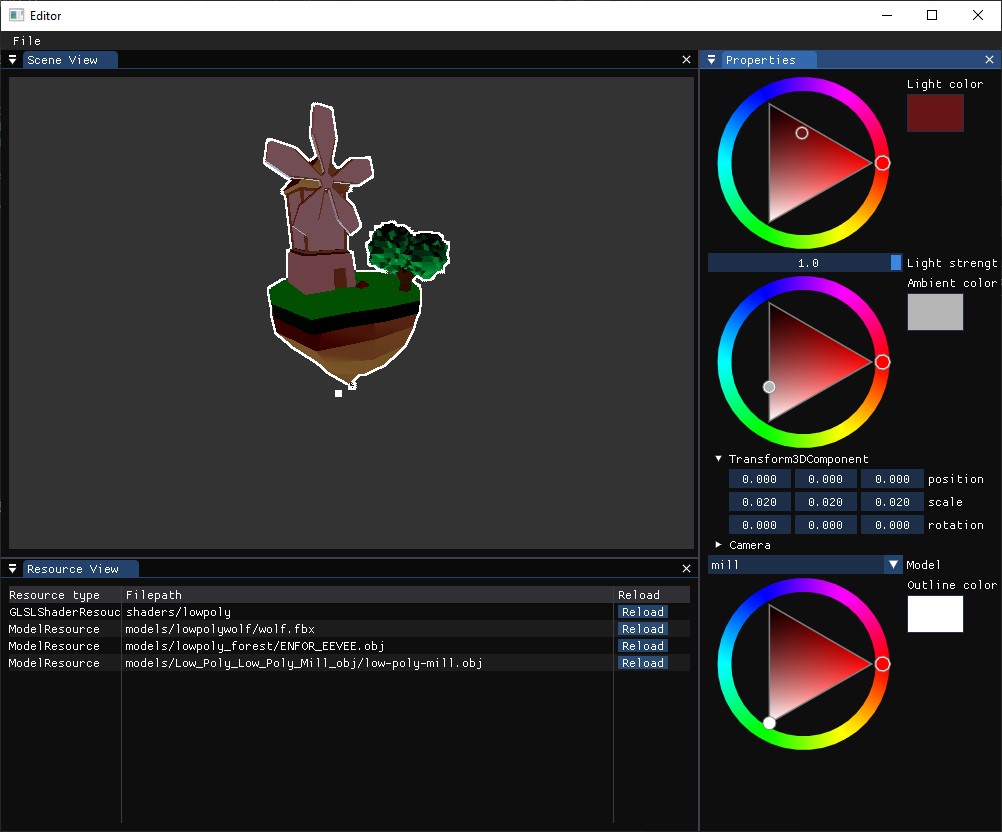 Editor
File
Scene View
Properties
Light color
1.0
Light strengt
Ambient color
Transform3DComponent
0.000 0.000 0.000 position
0.020 0.020 0.020 scale
0.000 0.000 0.000 rotation
Camera
mill Model
Outline color
Resource View
Resource type Filepath Reload
GLSLShaderResouc shaders/lowpoly Reload
ModelResource models/lowpolywolf/wolf.fbx Reload
ModelResource models/lowpoly_forest/ENFOR_EEVEE.obj Reload
ModelResource models/Low_Poly_Low_Poly_Mill_obj/low-poly-mill.obj Reload